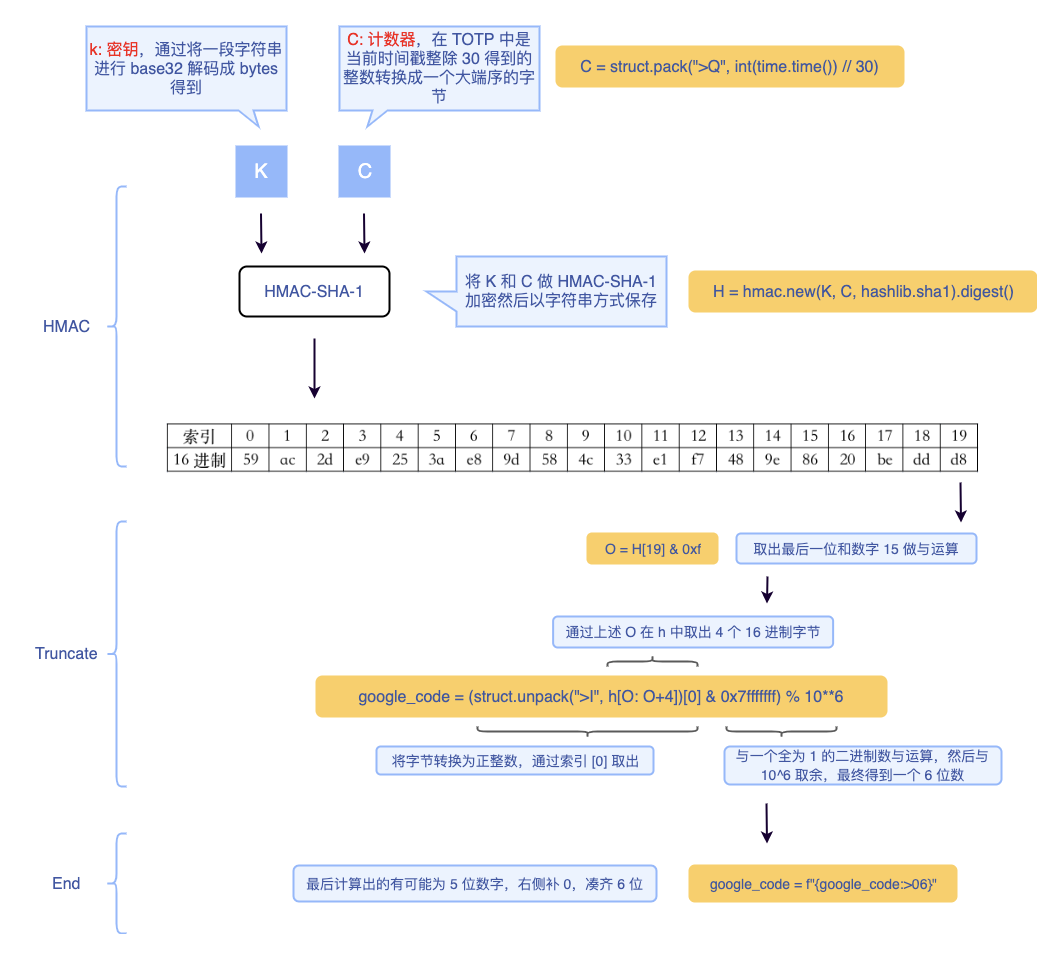 k: 密钥，通过将一段字符串
进行 base32 解码成 bytes
得到
C: 计数器，在 TOTP 中是
当前时间戳整除 30 得到的
整数转换成一个大端序的字
节
C = struct.pack(">Q", int(time.time()) // 30)
K
C
HMAC
HMAC-SHA-1
将 K 和 C 做 HMAC-SHA-1
加密然后以字符串方式保存
H = hmac.new(K, C, hashlib.sha1).digest()
索引 0 1 2 3 4 5 6 7 8 9 10 11 12 13 14 15 16 17 18 19
16 进制 59 ac 2d e9 25 3a e8 9d 58 4c 33 e1 f7 48 9e 86 20 be dd d8
Truncate
O = H[19] & 0xf
取出最后一位和数字 15 做与运算
通过上述 O 在 h 中取出 4 个 16 进制字节
google_code = (struct.unpack(">I", h[O: O+4])[0] & 0x7fffffff) % 10**6
将字节转换为正整数，通过索引 [0] 取出
与一个全为 1 的二进制数与运算，然后与
10^6 取余，最终得到一个 6 位数
End
最后计算出的有可能为 5 位数字，右侧补 0，凑齐 6 位
google_code = f"{google_code:>06}"